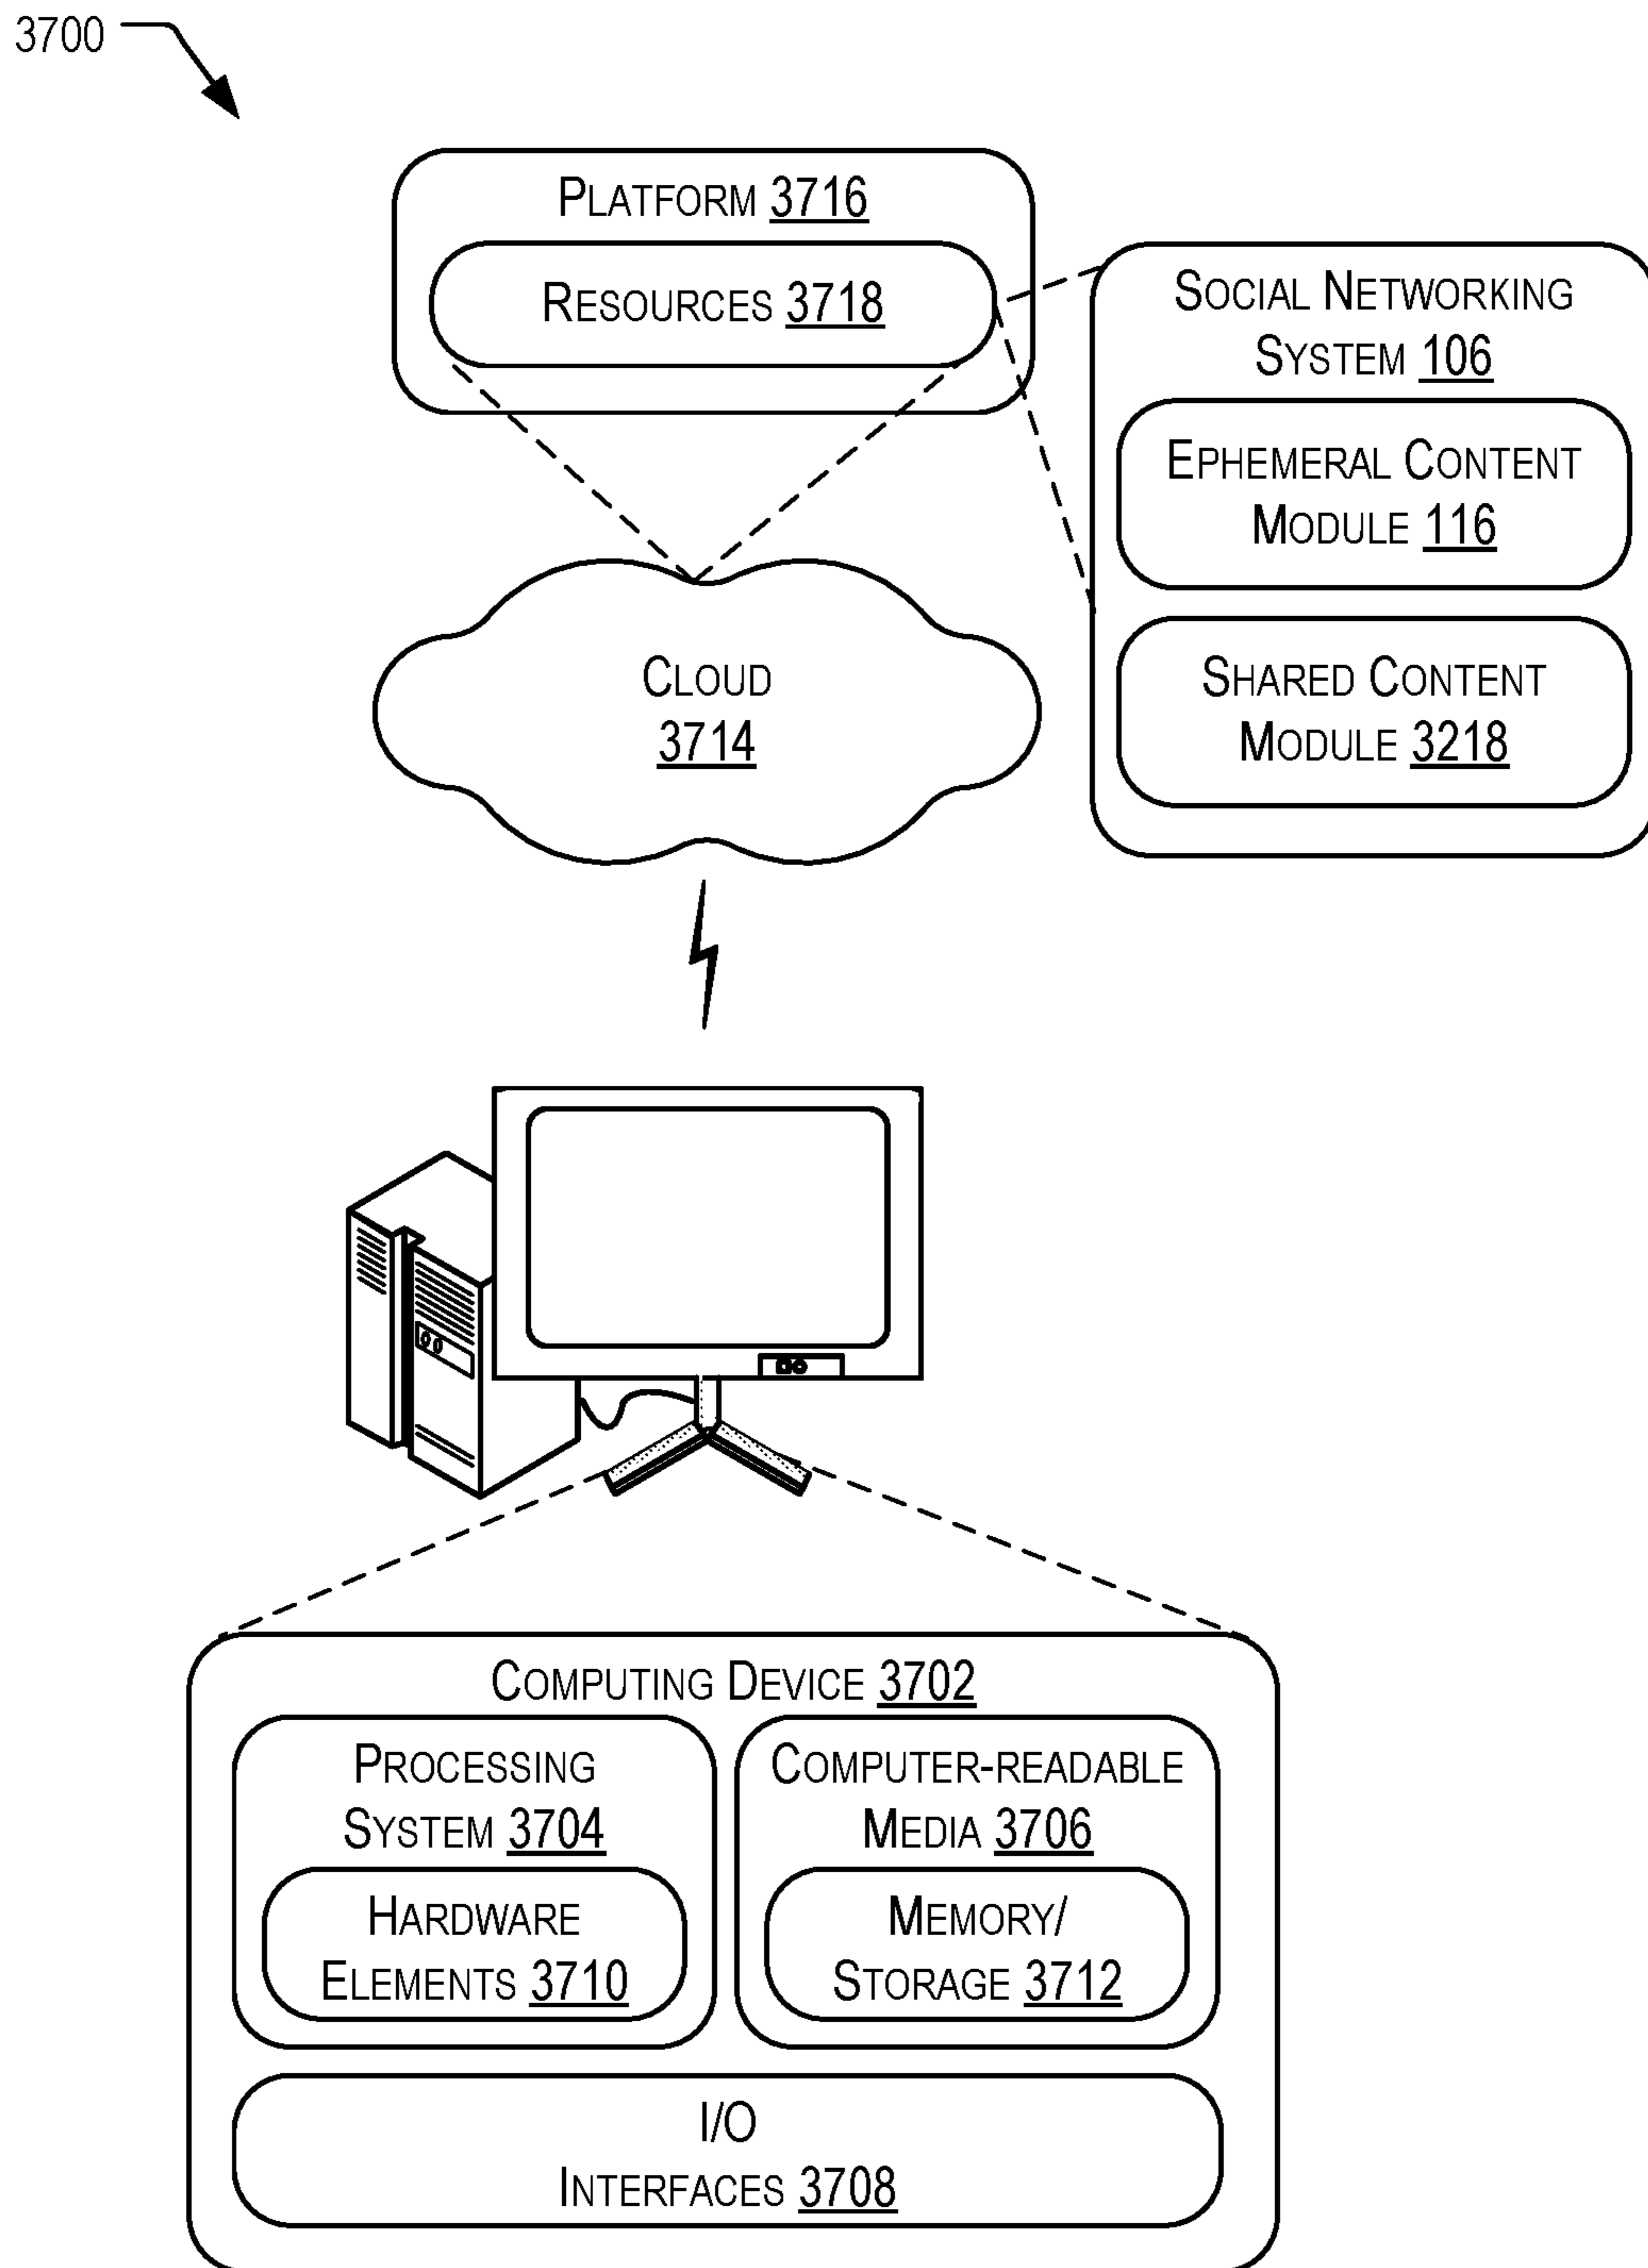 3700
PLATFORM 3716
RESOURCES 3718
SOCIAL NETWORKING
SYSTEM 106
EPHEMERAL CONTENT
MODULE 116
SHARED CONTENT
MODULE 3218
CLOUD
3714
COMPUTING DEVICE 3702
PROCESSING
SYSTEM 3704
HARDWARE
ELEMENTS 3710
COMPUTER-READABLE
MEDIA 3706
MEMORY/
STORAGE 3712
I/O
INTERFACES 3708